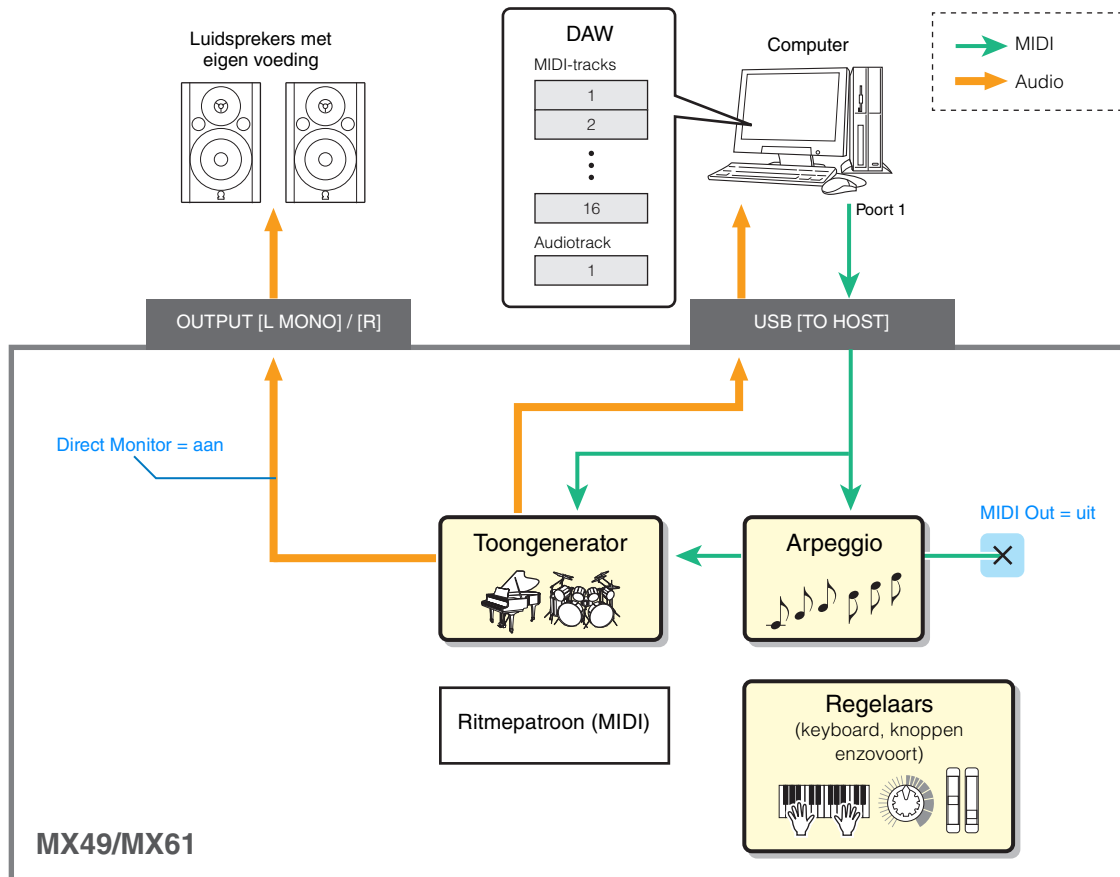 Luidsprekers met
eigen voeding
DAW
MIDI-tracks
1
2
16
Audiotrack
1
Computer
MIDI
Audio
Poort 1
OUTPUT [L MONO] / [R]
USB [TO HOST]
Direct Monitor = aan
MIDI Out = uit
Toongenerator
Arpeggio
Ritmepatroon (MIDI)
Regelaars
(keyboard, knoppen
enzovoort)
MX49/MX61